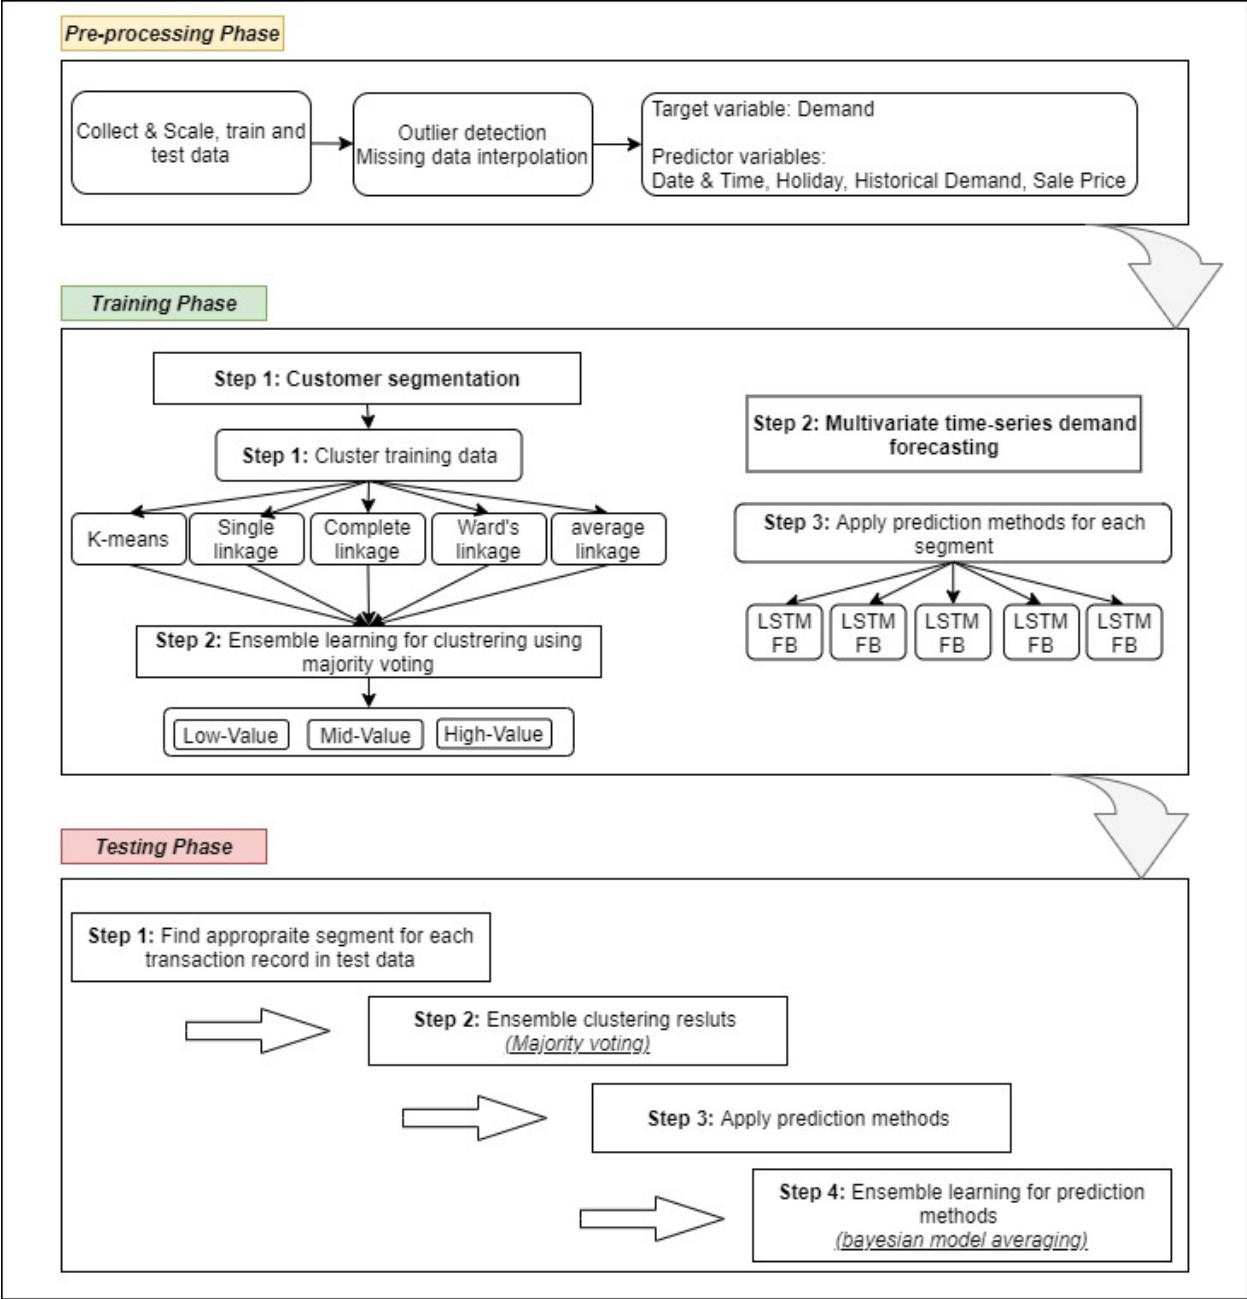 Pre-processing Phase
Collect & Scale, train and
test data
Outlier detection
Missing data interpolation
Target variable: Demand
Predictor variables:
Date & Time, Holiday, Historical Demand, Sale Price
Training Phase
Step 1: Customer segmentation
Step 1: Cluster training data
K-means
Single
linkage
Complete
linkage
Ward's
linkage
average
linkage
Step 2: Ensemble learning for clustrering using
majority voting
Low-Value
Mid-Value
High-Value
Step 2: Multivariate time-series demand
forecasting
Step 3: Apply prediction methods for each
segment
LSTM
FB
LSTM
FB
LSTM
FB
LSTM
FB
LSTM
FB
Testing Phase
Step 1: Find appropraite segment for each
transaction record in test data
Step 2: Ensemble clustering resluts
(Majority voting)
Step 3: Apply prediction methods
Step 4: Ensemble learning for prediction
methods
(bayesian model averaging)